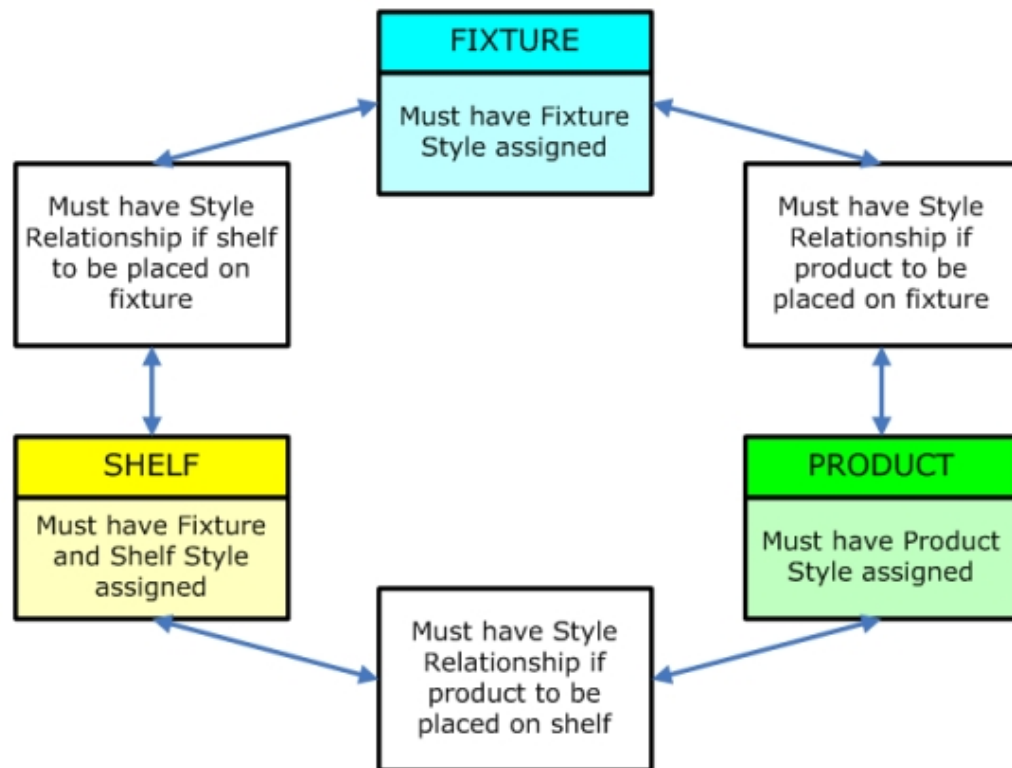 FIXTURE
Must have Fixture
Style assigned
Must have Style
Relationship if shelf
to be placed on
fixture
Must have Style
Relationship if
product to be
placed on fixture
SHELF
Must have Fixture
and Shelf Style
assigned
PRODUCT
Must have Product
Style assigned
Must have Style
Relationship if
product to be
placed on shelf